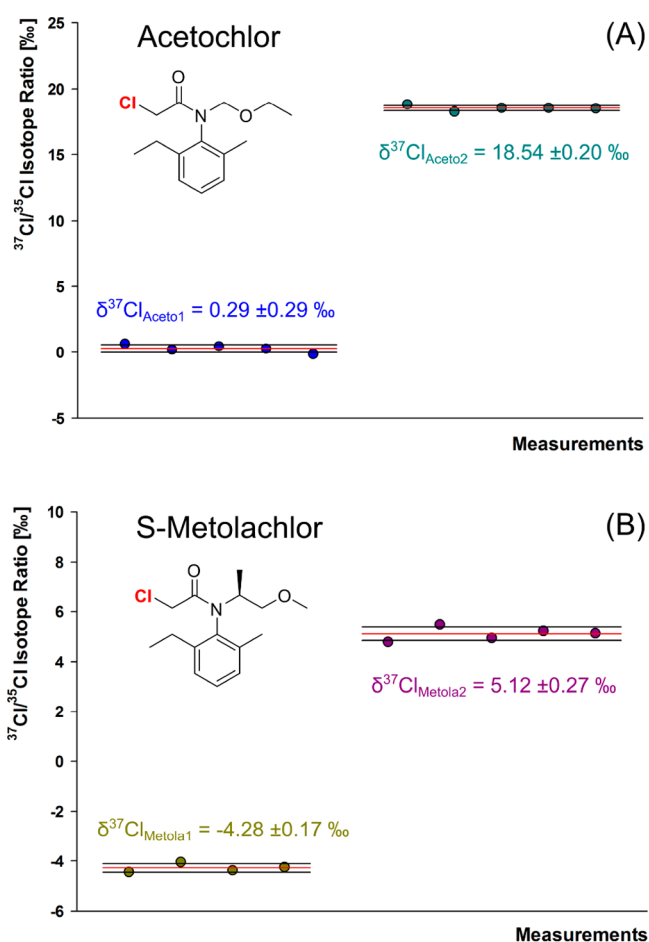 Acetochlor
(A)
³⁷Cl/³⁵Cl Isotope Ratio [‰]
25
20
15
10
5
0
-5
Cl
O
N
O
δ³⁷Cl_Aceto2 = 18.54 ±0.20 ‰
δ³⁷Cl_Aceto1 = 0.29 ±0.29 ‰
Measurements
S-Metolachlor
(B)
³⁷Cl/³⁵Cl Isotope Ratio [‰]
10
8
6
4
2
0
-2
-4
-6
Cl
O
N
O
δ³⁷Cl_Metola2 = 5.12 ±0.27 ‰
δ³⁷Cl_Metola1 = -4.28 ±0.17 ‰
Measurements